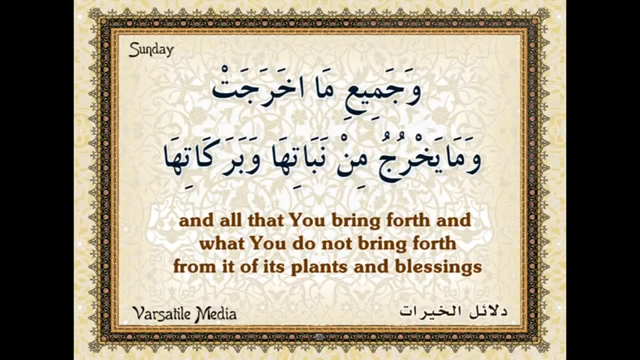 Sunday
وَجَمِيعِ مَا اخَرَجَتْ
وَمَا يَخْرُجُ مِنْ نَبَاتِهَا وَبَرَكَاتِهَا
and all that You bring forth and
what You do not bring forth
from it of its plants and blessings
Varsatile Media
دلائل الخيرات